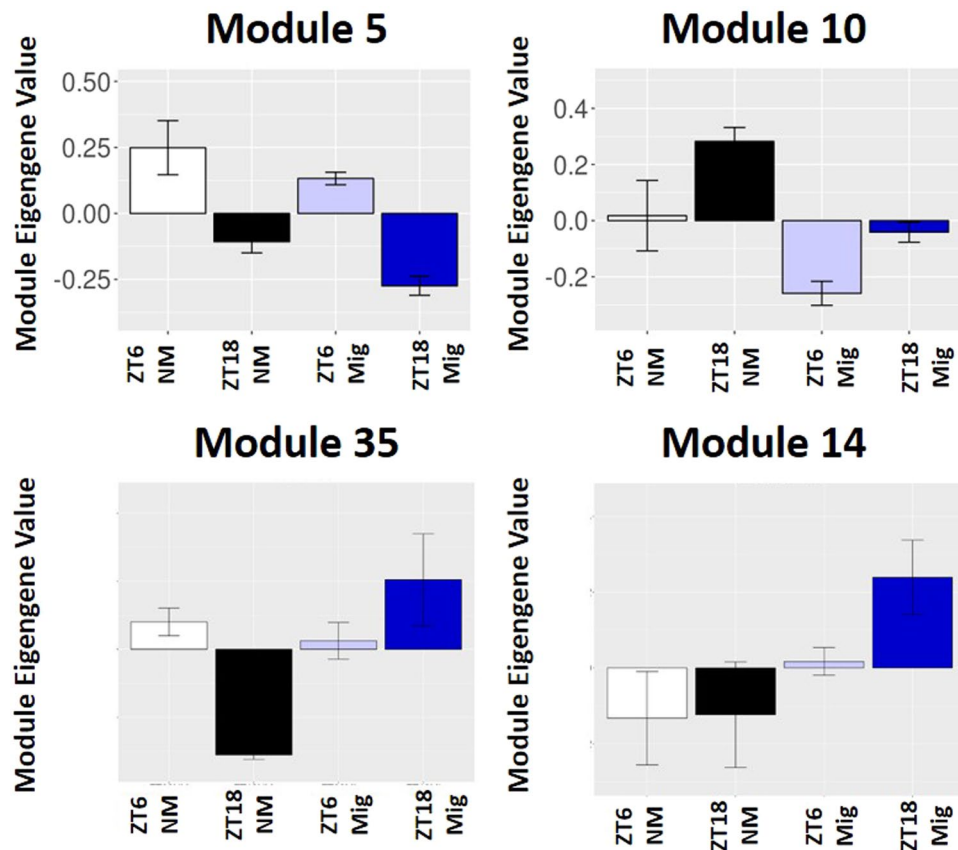 Module 5
Module Eigengene Value
0.50
0.25
0.00
-0.25
ZT6
NM
ZT18
NM
ZT6
Mig
ZT18
Mig
Module 10
Module Eigengene Value
0.4
0.2
0.0
-0.2
ZT6
NM
ZT18
NM
ZT6
Mig
ZT18
Mig
Module 35
Module Eigengene Value
ZT6
NM
ZT18
NM
ZT6
Mig
ZT18
Mig
Module 14
Module Eigengene Value
ZT6
NM
ZT18
NM
ZT6
Mig
ZT18
Mig